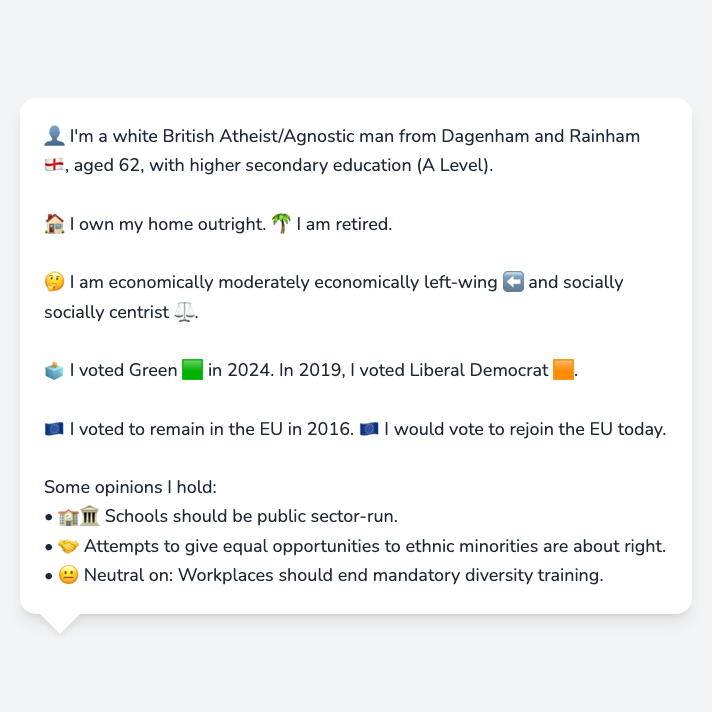 👤 I'm a white British Atheist/Agnostic man from Dagenham and Rainham
🏴󠁧󠁢󠁥󠁮󠁧󠁿, aged 62, with higher secondary education (A Level).
🏠 I own my home outright. 🌴 I am retired.
🤔 I am economically moderately economically left-wing ⬅️ and socially
socially centrist ⚖️.
🗳️ I voted Green 🟩 in 2024. In 2019, I voted Liberal Democrat 🟧.
🇪🇺 I voted to remain in the EU in 2016. 🇪🇺 I would vote to rejoin the EU today.
Some opinions I hold:
• 🏫🏛️ Schools should be public sector-run.
• 🤝 Attempts to give equal opportunities to ethnic minorities are about right.
• 😐 Neutral on: Workplaces should end mandatory diversity training.